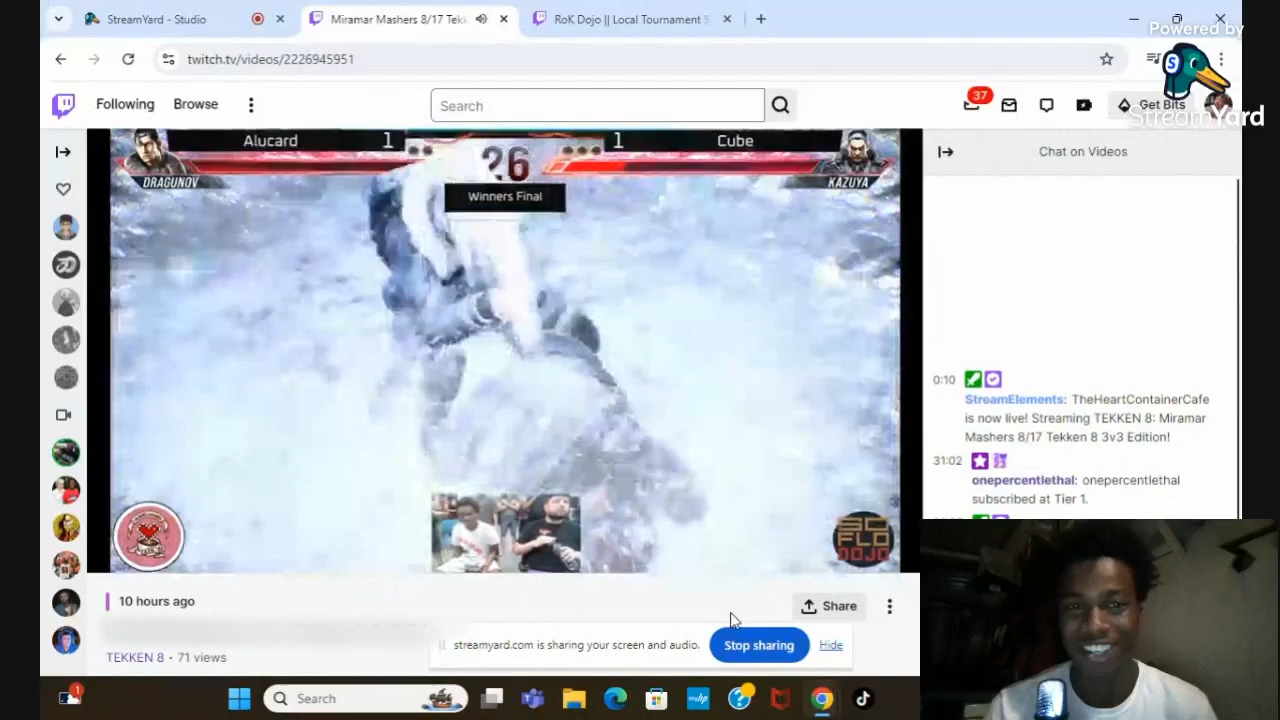 StreamYard - Studio
Miramar Mashers 8/17 Tekk
RoK Dojo || Local Tournament S
Powered by
StreamYard
twitch.tv/videos/2226945951
Following
Browse
Search
37
Get Bits
Alucard 1
26
1 Cube
DRAGUNOV
KAZUYA
Winners Final
SC
FLO
DOJO
Chat on Videos
0:10
StreamElements: TheHeartContainerCafe
is now live! Streaming TEKKEN 8: Miramar
Mashers 8/17 Tekken 8 3v3 Edition!
31:02
onepercentlethal: onepercentlethal
subscribed at Tier 1.
10 hours ago
Share
streamyard.com is sharing your screen and audio.
Stop sharing
Hide
TEKKEN 8 • 71 views
1
Search